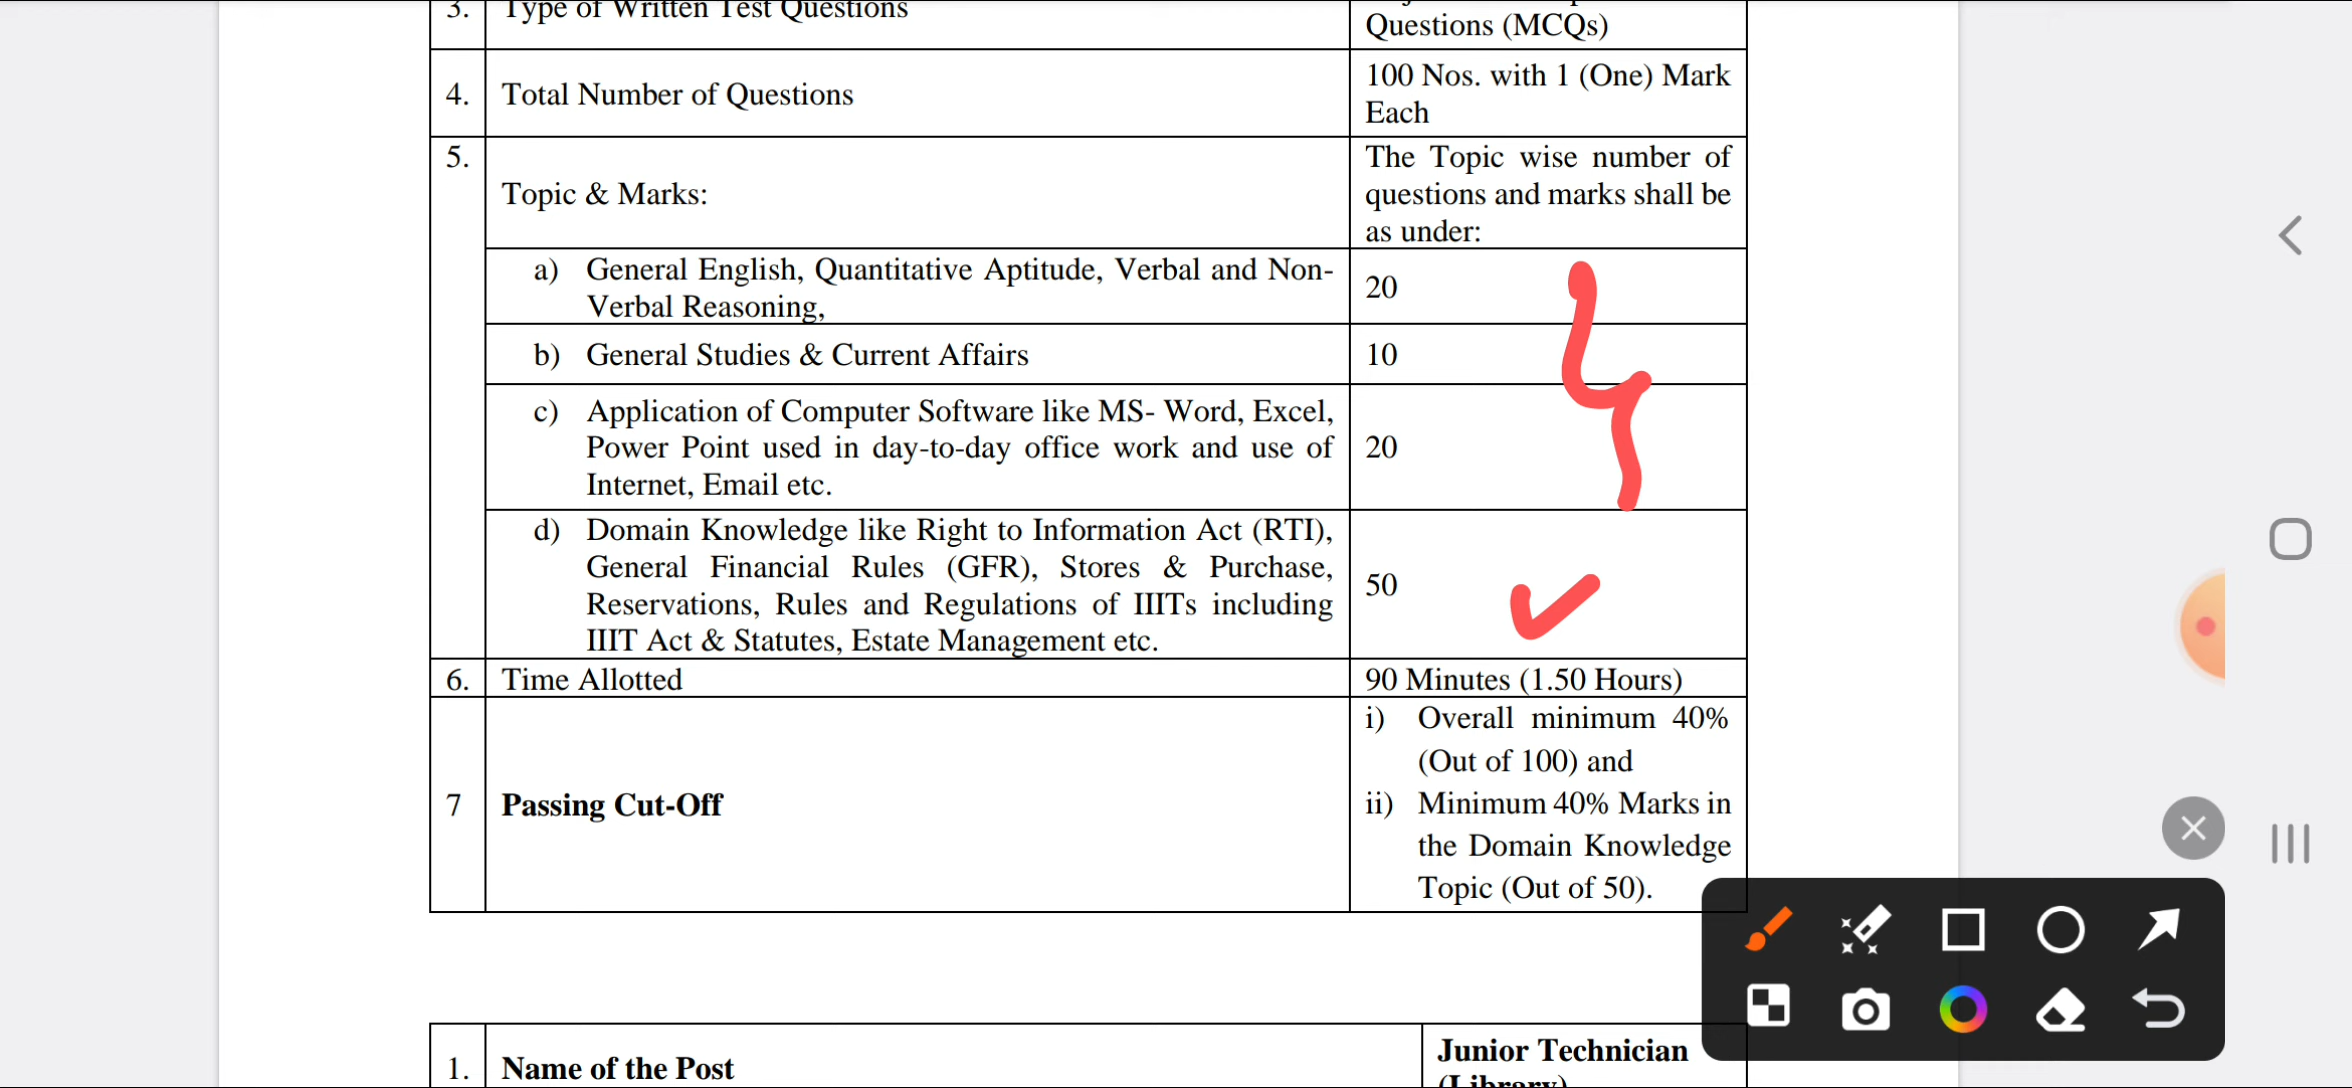 3. Type of Written Test Questions
Questions (MCQs)
4. Total Number of Questions
100 Nos. with 1 (One) Mark
Each
5.
Topic & Marks:
The Topic wise number of
questions and marks shall be
as under:
a) General English, Quantitative Aptitude, Verbal and Non-
Verbal Reasoning,
20
b) General Studies & Current Affairs
10
c) Application of Computer Software like MS- Word, Excel,
Power Point used in day-to-day office work and use of
Internet, Email etc.
20
d) Domain Knowledge like Right to Information Act (RTI),
General Financial Rules (GFR), Stores & Purchase,
Reservations, Rules and Regulations of IIITs including
IIIT Act & Statutes, Estate Management etc.
50
6. Time Allotted
90 Minutes (1.50 Hours)
7 Passing Cut-Off
i) Overall minimum 40%
(Out of 100) and
ii) Minimum 40% Marks in
the Domain Knowledge
Topic (Out of 50).
1. Name of the Post
Junior Technician
(Library)